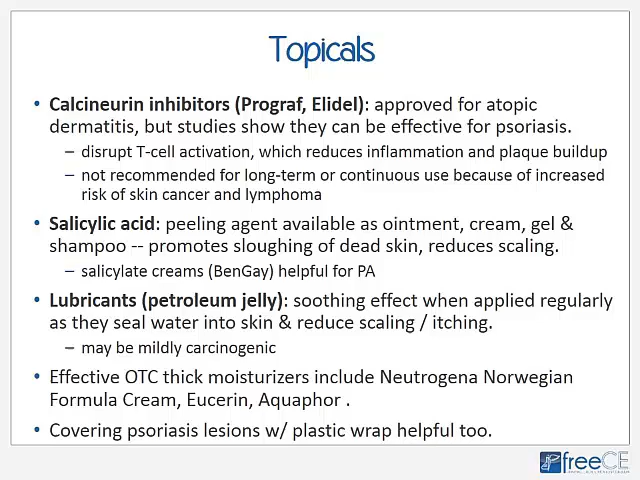 Topicals
• Calcineurin inhibitors (Prograf, Elidel): approved for atopic
dermatitis, but studies show they can be effective for psoriasis.
– disrupt T-cell activation, which reduces inflammation and plaque buildup
– not recommended for long-term or continuous use because of increased
risk of skin cancer and lymphoma
• Salicylic acid: peeling agent available as ointment, cream, gel &
shampoo -- promotes sloughing of dead skin, reduces scaling.
– salicylate creams (BenGay) helpful for PA
• Lubricants (petroleum jelly): soothing effect when applied regularly
as they seal water into skin & reduce scaling / itching.
– may be mildly carcinogenic
• Effective OTC thick moisturizers include Neutrogena Norwegian
Formula Cream, Eucerin, Aquaphor .
• Covering psoriasis lesions w/ plastic wrap helpful too.
freeCE